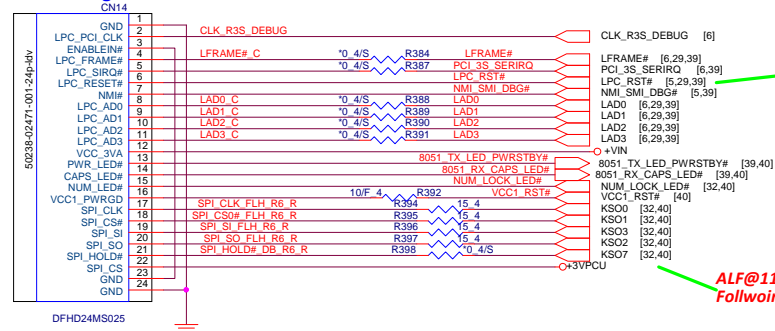 CN14
GND 1
LPC_PCI_CLK 2 CLK_R3S_DEBUG CLK_R3S_DEBUG [6]
ENABLEIN# 3
LPC_FRAME# 4 LFRAME#_C *0_4/S R384 LFRAME# LFRAME# [6,29,39]
LPC_SIRQ# 5 *0_4/S R387 PCI_3S_SERIRQ PCI_3S_SERIRQ [6,39]
LPC_RESET# 6 LPC_RST# LPC_RST# [5,29,39]
NMI# 7 NMI_SMI_DBG# NMI_SMI_DBG# [5,39]
LPC_AD0 8 LAD0_C *0_4/S R388 LAD0 LAD0 [6,29,39]
LPC_AD1 9 LAD1_C *0_4/S R389 LAD1 LAD1 [6,29,39]
LPC_AD2 10 LAD2_C *0_4/S R390 LAD2 LAD2 [6,29,39]
LPC_AD3 11 LAD3_C *0_4/S R391 LAD3 LAD3 [6,29,39]
VCC_3VA 12 +VIN
PWR_LED# 13 8051_TX_LED_PWRSTBY# 8051_TX_LED_PWRSTBY# [39,40]
CAPS_LED# 14 8051_RX_CAPS_LED# 8051_RX_CAPS_LED# [39,40]
NUM_LED# 15 NUM_LOCK_LED# NUM_LOCK_LED# [32,40]
VCC1_PWRGD 16 10/F_4 R392 VCC1_RST# VCC1_RST# [40]
SPI_CLK 17 SPI_CLK_FLH_R6_R R394 15_4 KSO0 [32,40]
SPI_CS# 18 SPI_CS0#_FLH_R6_R R395 15_4 KSO1 [32,40]
SPI_SI 19 SPI_SI_FLH_R6_R R396 15_4 KSO3 [32,40]
SPI_SO 20 SPI_SO_FLH_R6_R R397 15_4 KSO2 [32,40]
SPI_HOLD# 21 SPI_HOLD#_DB_R6_R R398 *0_4/S KSO7 [32,40]
SPI_CS 22 +3VPCU
GND 23
GND 24
50238-02471-001-24p-ldv
DFHD24MS025
ALF@11
Follwoin